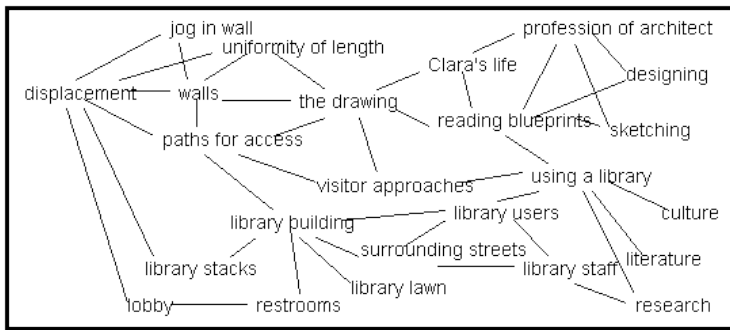 jog in wall
profession of architect
uniformity of length
Clara's life
designing
displacement
walls
the drawing
reading blueprints
sketching
paths for access
visitor approaches
using a library
library building
library users
culture
surrounding streets
library stacks
library staff
literature
library lawn
lobby
restrooms
research